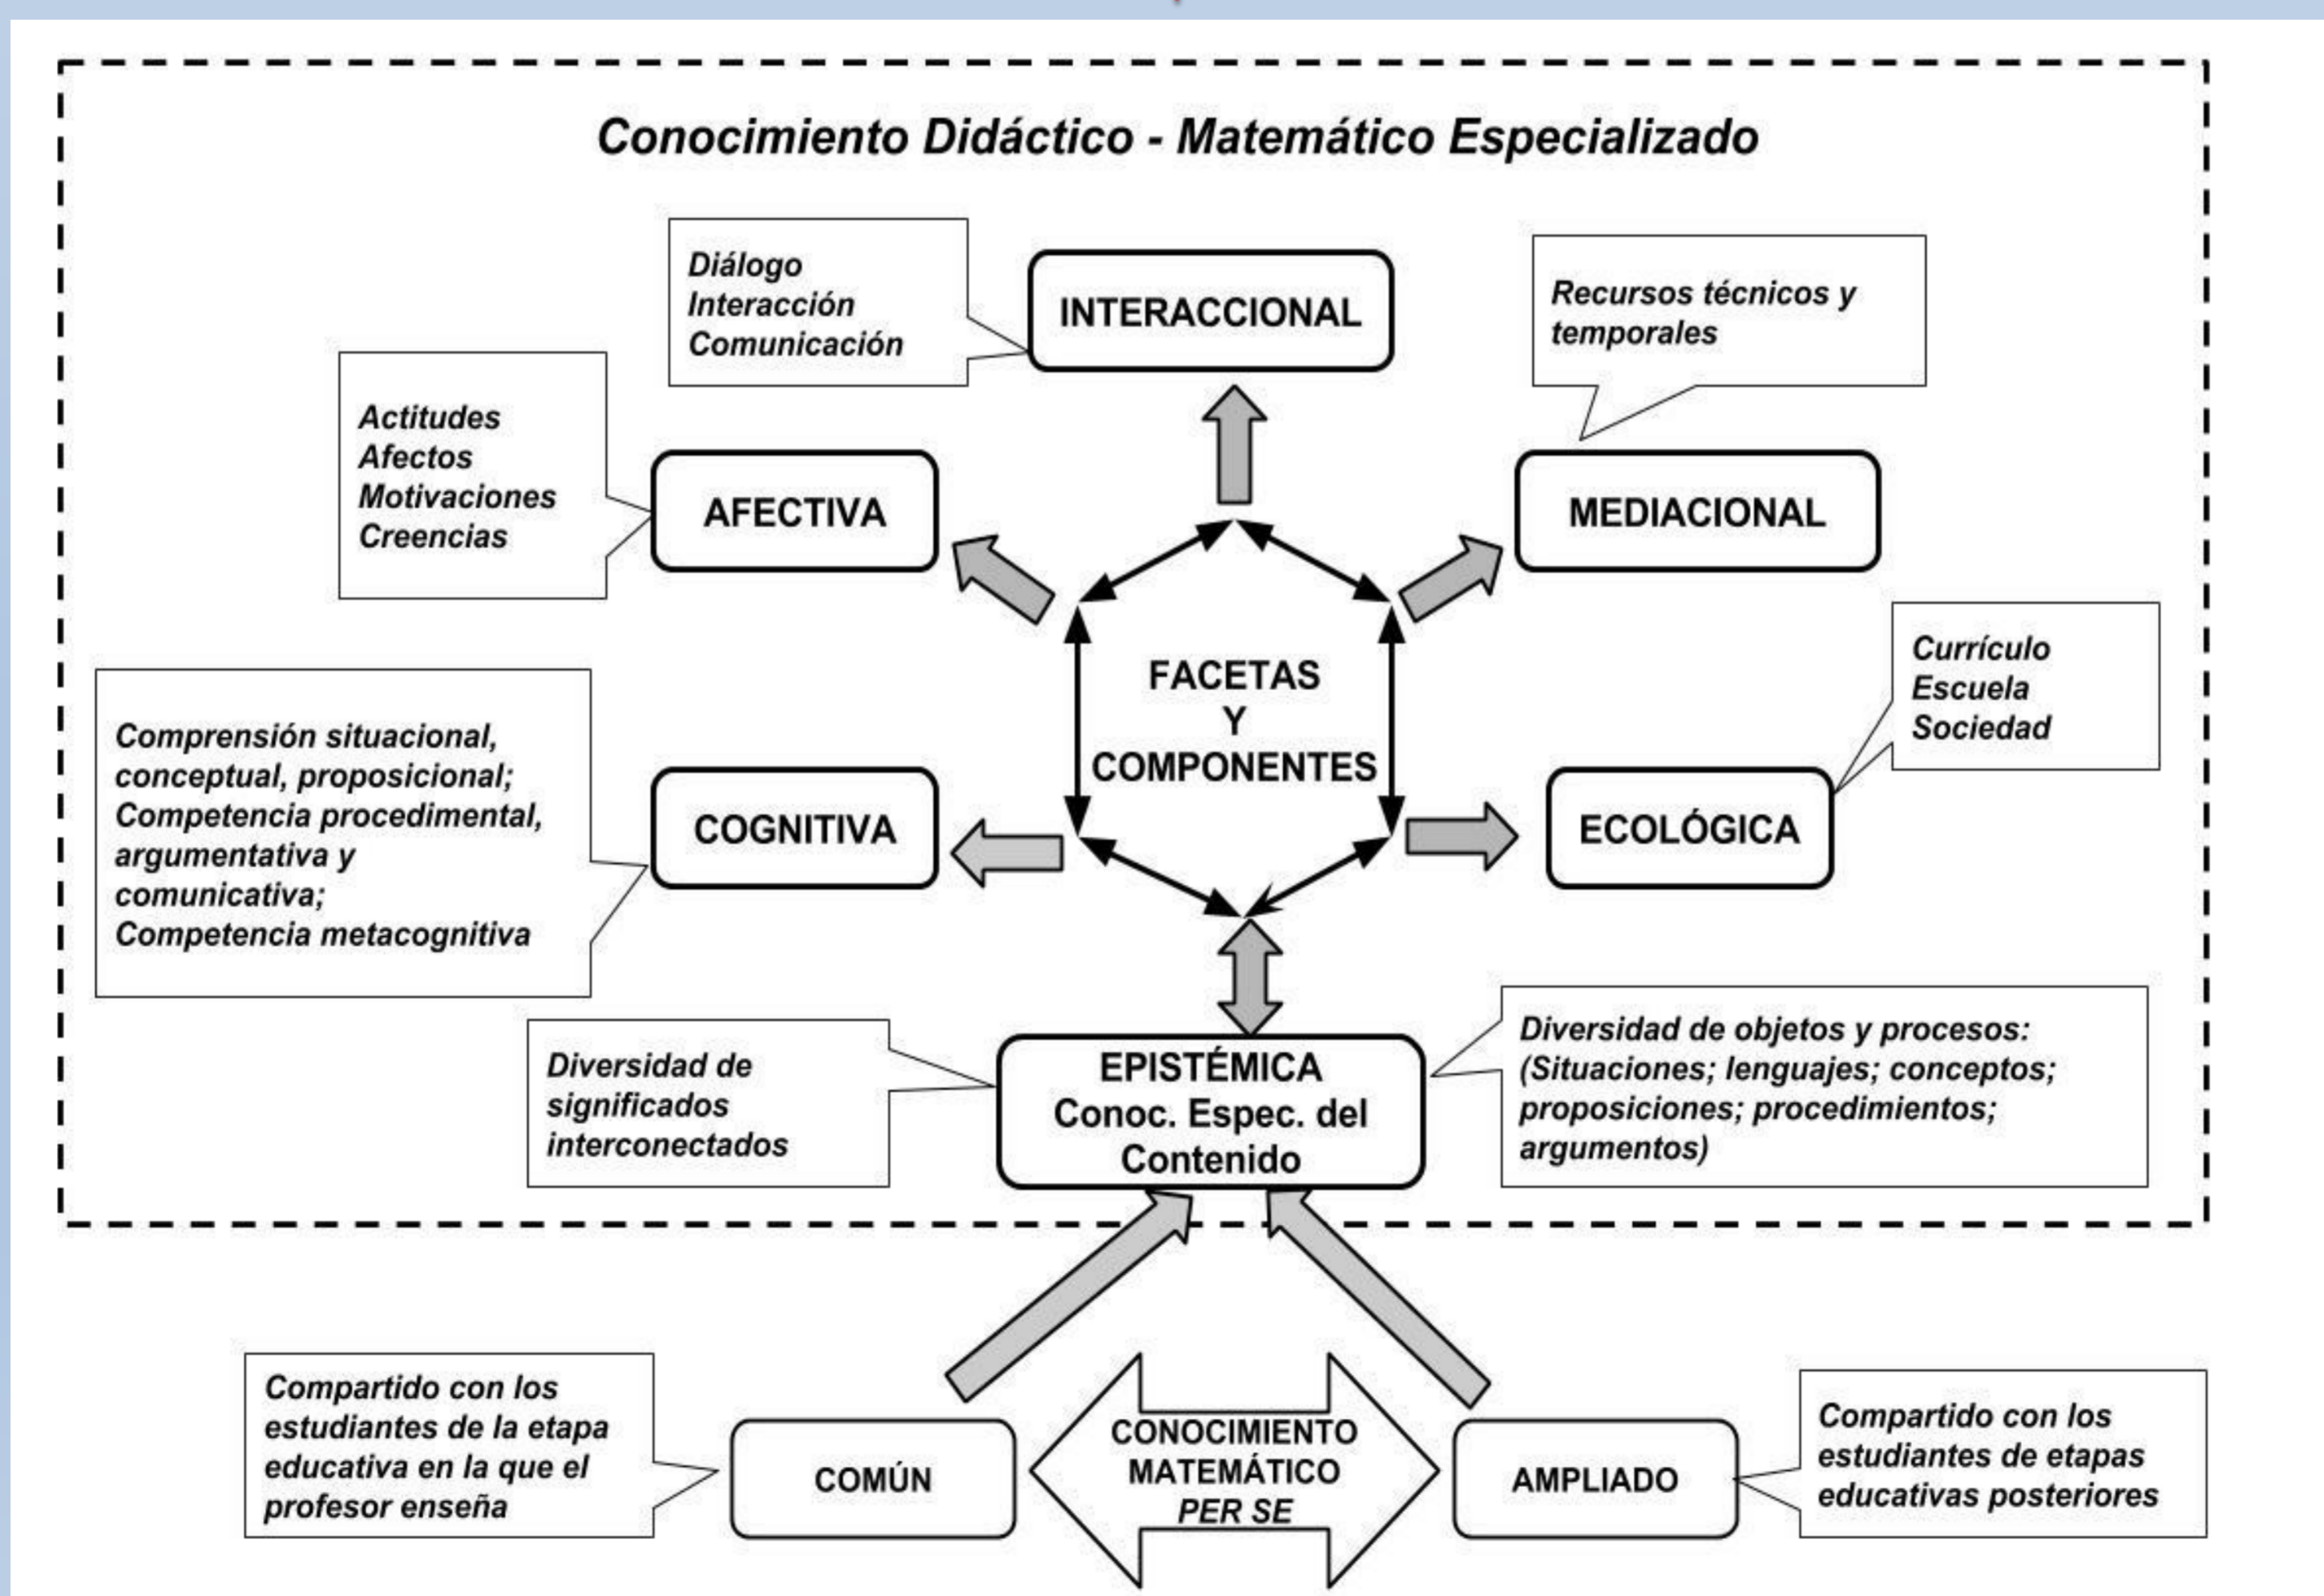 Conocimiento Didáctico - Matemático Especializado
Diálogo
Interacción
Comunicación
INTERACCIONAL
Recursos técnicos y
temporales
Actitudes
Afectos
Motivaciones
Creencias
AFECTIVA
MEDIACIONAL
FACETAS
Y
COMPONENTES
Currículo
Escuela
Sociedad
Comprensión situacional,
conceptual, proposicional;
Competencia procedimental,
argumentativa y
comunicativa;
Competencia metacognitiva
COGNITIVA
ECOLÓGICA
Diversidad de
significados
interconectados
EPISTÉMICA
Conoc. Espec. del
Contenido
Diversidad de objetos y procesos:
(Situaciones; lenguajes; conceptos;
proposiciones; procedimientos;
argumentos)
Compartido con los
estudiantes de la etapa
educativa en la que el
profesor enseña
COMÚN
CONOCIMIENTO
MATEMÁTICO
PER SE
AMPLIADO
Compartido con los
estudiantes de etapas
educativas posteriores